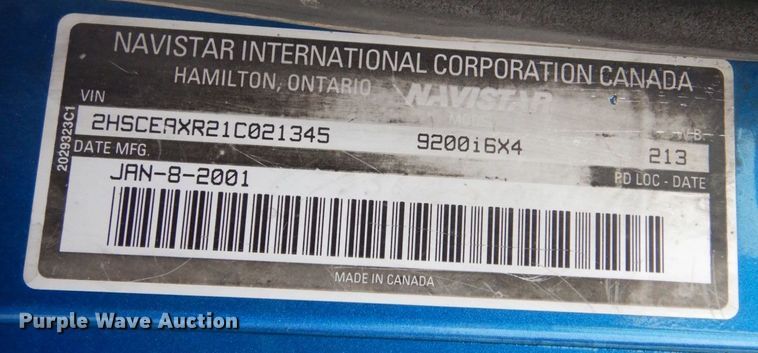 NAVISTAR INTERNATIONAL CORPORATION CANADA
HAMILTON, ONTARIO NAVISTAR
VIN
2HSCEAXR21C021345 9200i6X4 213
DATE MFG. PD LOC - DATE
JAN-8-2001
MADE IN CANADA
2029323C1
Purple Wave Auction